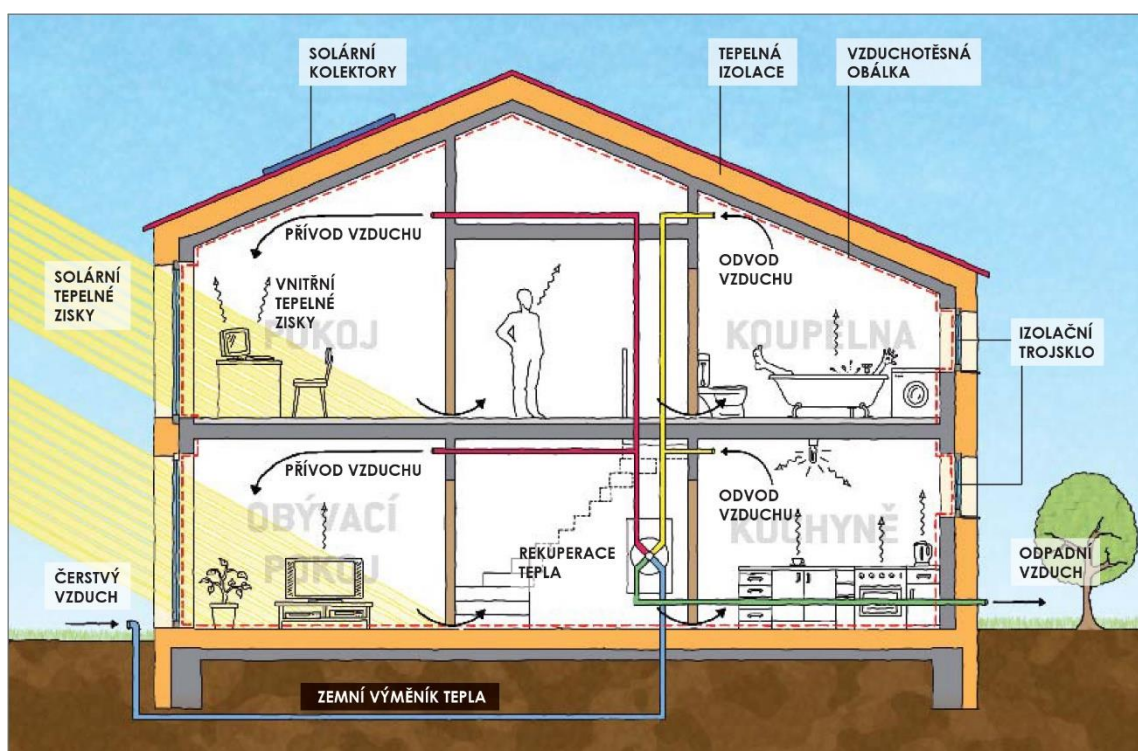 SOLÁRNÍ
KOLEKTORY
TEPELNÁ
IZOLACE
VZDUCHOTĚSNÁ
OBÁLKA
PŘÍVOD VZDUCHU
ODVOD
VZDUCHU
SOLÁRNÍ
TEPELNÉ
ZISKY
VNITŘNÍ
TEPELNÉ
ZISKY
POKOJ
KOUPELNA
IZOLAČNÍ
TROJSKLO
PŘÍVOD VZDUCHU
ODVOD
VZDUCHU
OBÝVACÍ
POKOJ
KUCHYNĚ
REKUPERACE
TEPLA
ČERSTVÝ
VZDUCH
ODPADNÍ
VZDUCH
ZEMNÍ VÝMĚNÍK TEPLA